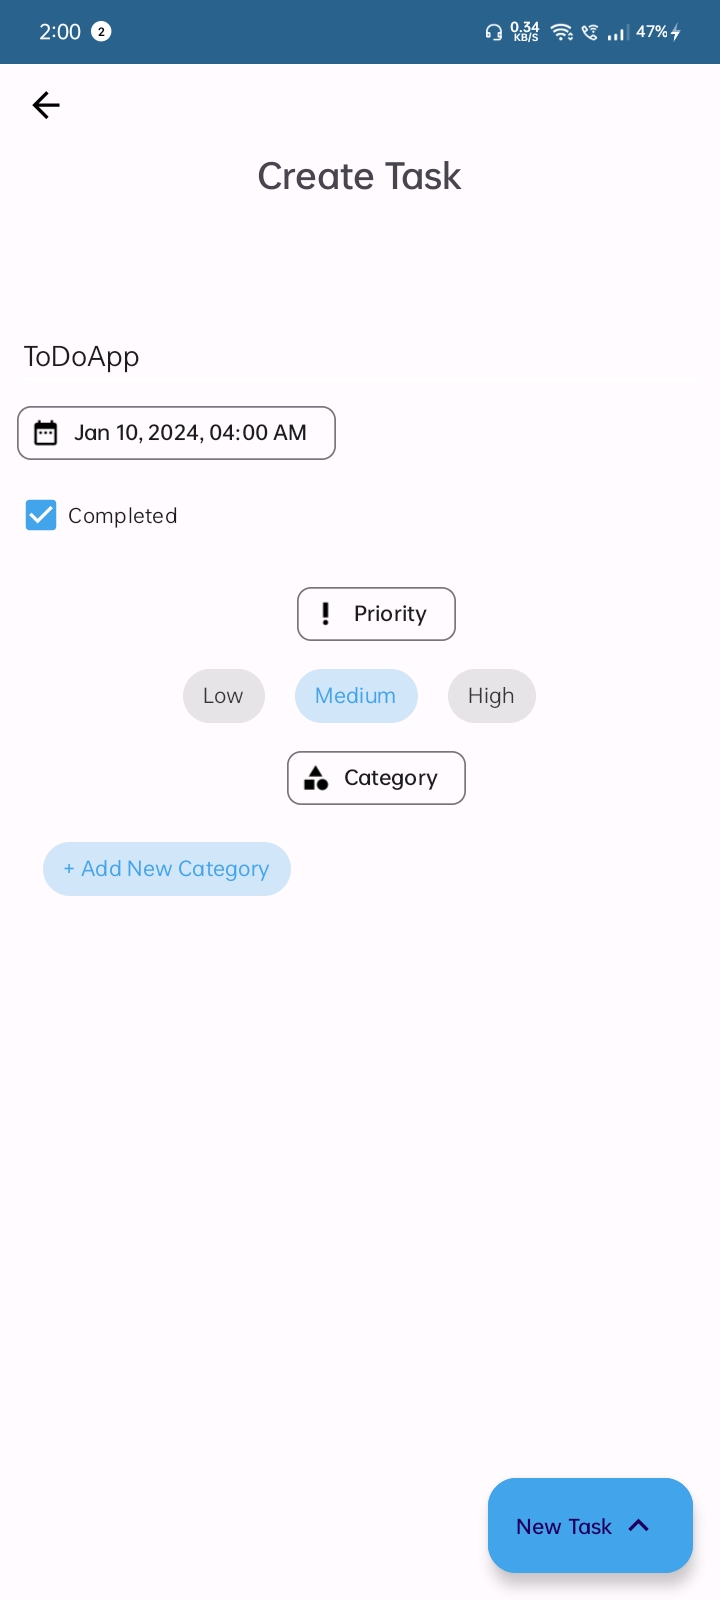 2:00 2 0.34 KB/S 47%
Create Task
ToDoApp
Jan 10, 2024, 04:00 AM
Completed
Priority
Low Medium High
Category
+ Add New Category
New Task